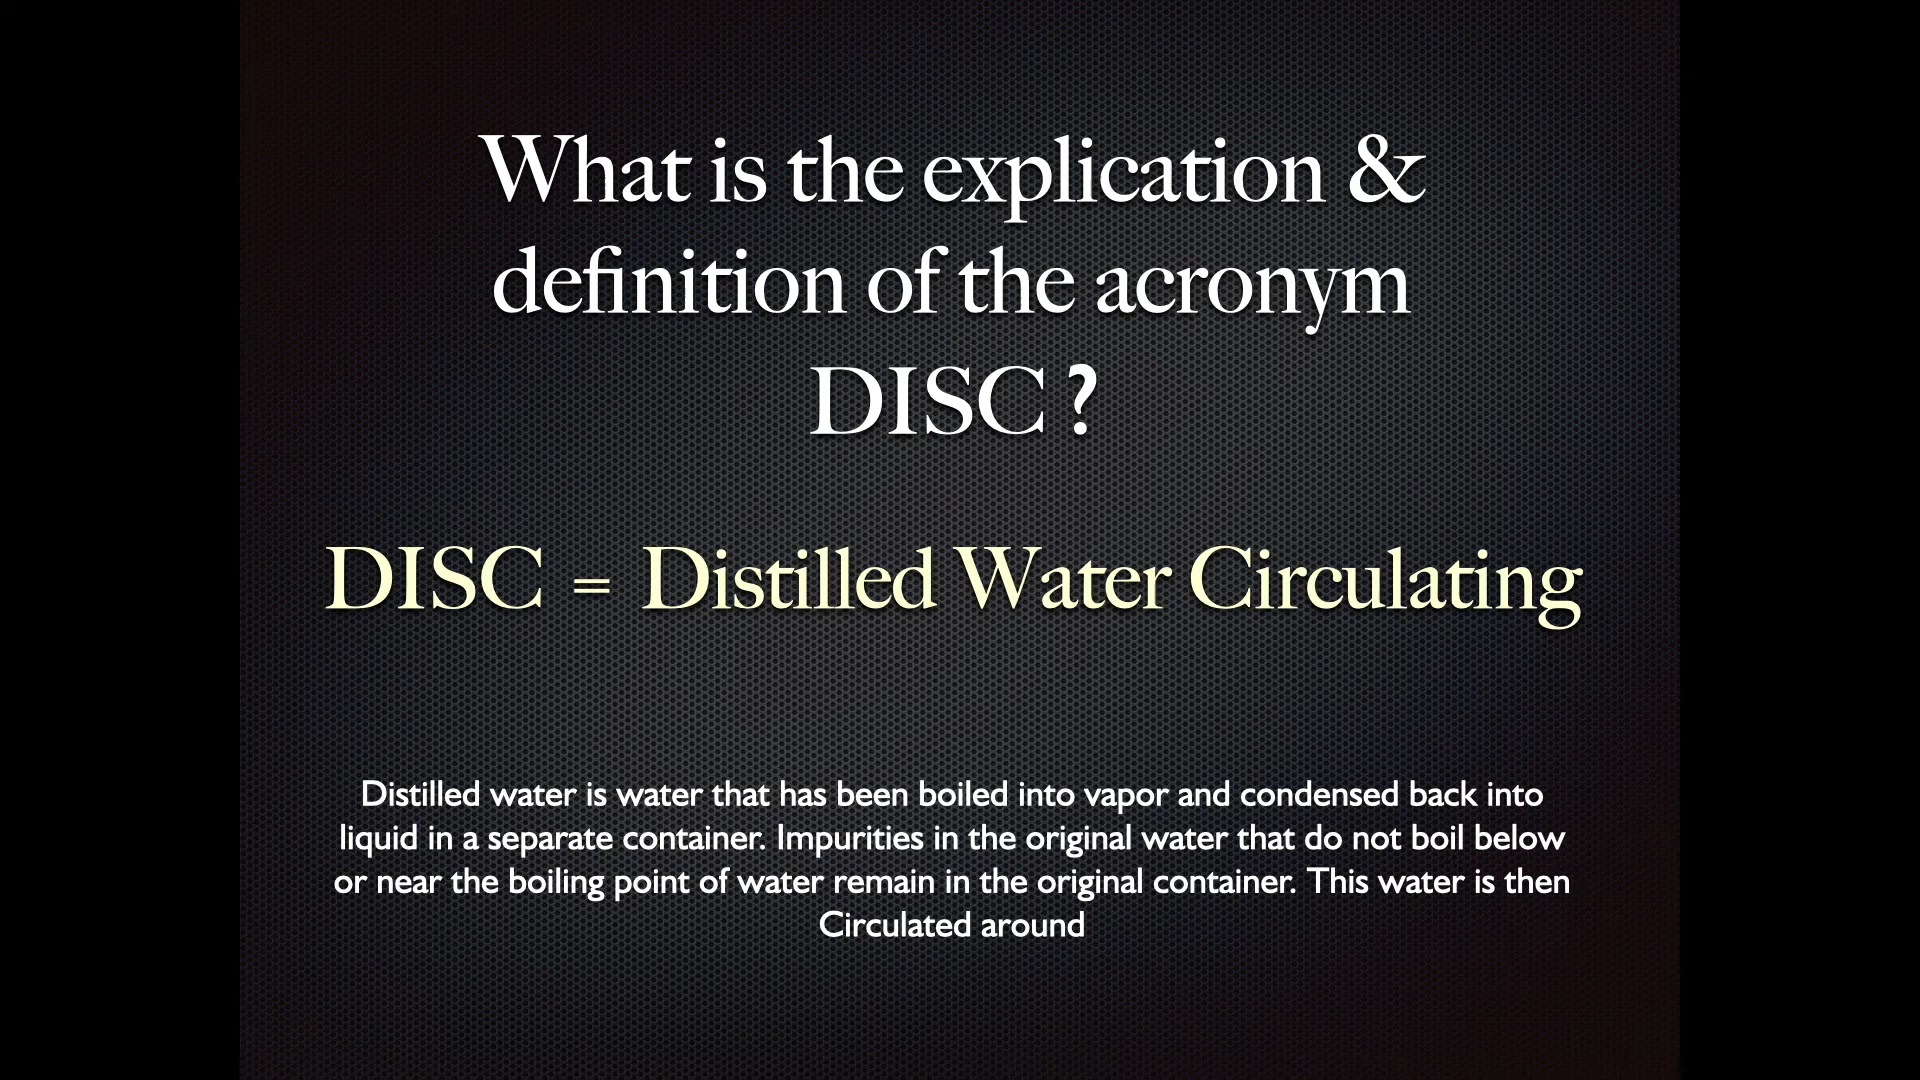 What is the explication &
definition of the acronym
DISC ?
DISC = Distilled Water Circulating
Distilled water is water that has been boiled into vapor and condensed back into
liquid in a separate container. Impurities in the original water that do not boil below
or near the boiling point of water remain in the original container. This water is then
Circulated around